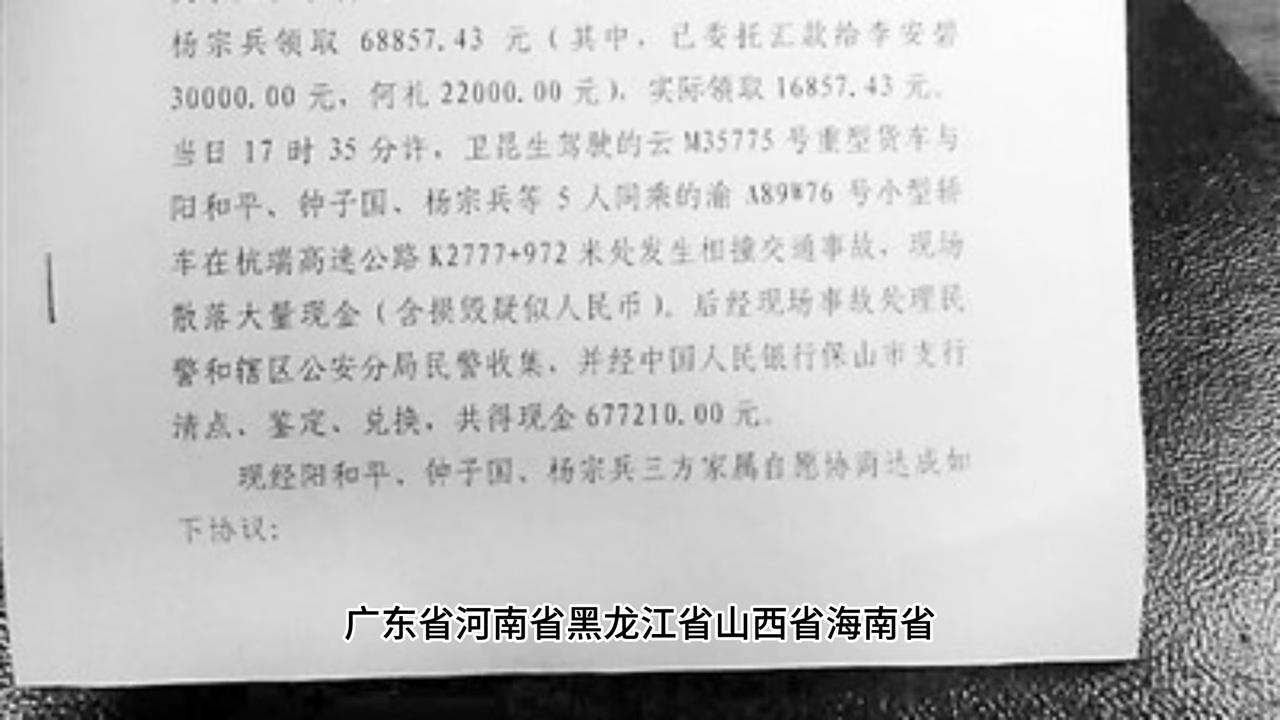 杨宗兵领取 68857.43 元（其中，已委托汇款给李安碧
30000.00 元，何礼 22000.00 元），实际领取 16857.43 元。
当日 17 时 35 分许，卫昆生驾驶的云 M35775 号重型货车与
阳和平、钟子国、杨宗兵等 5 人同乘的渝 A89W76 号小型轿
车在杭瑞高速公路 K2777+972 米处发生相撞交通事故，现场
散落大量现金（含损毁疑似人民币）。后经现场事故处理民
警和辖区公安分局民警收集，并经中国人民银行保山市支行
清点、鉴定、兑换，共得现金 677210.00 元。
现经阳和平、钟子国、杨宗兵三方家属自愿协商达成如
下协议：
广东省河南省黑龙江省山西省海南省